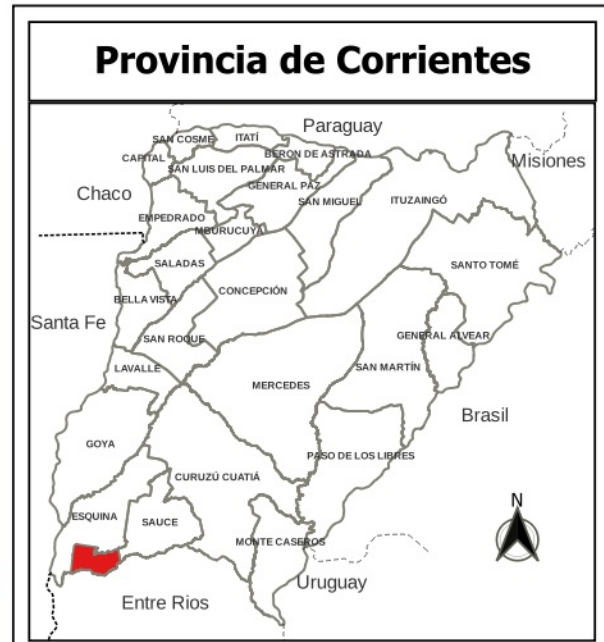 Provincia de Corrientes
Paraguay
SAN COSME
ITATÍ
CAPITAL
BERON DE ASTRADA
Misiones
SAN LUIS DEL PALMAR
GENERAL PAZ
Chaco
SAN MIGUEL
ITUZAINGÓ
EMPEDRADO
MBURUCUYA
SALADAS
SANTO TOMÉ
CONCEPCIÓN
BELLA VISTA
Santa Fe
SAN ROQUE
GENERAL ALVEAR
LAVALLE
SAN MARTÍN
MERCEDES
Brasil
GOYA
PASO DE LOS LIBRES
CURUZÚ CUATIÁ
N
ESQUINA
SAUCE
MONTE CASEROS
Uruguay
Entre Rios